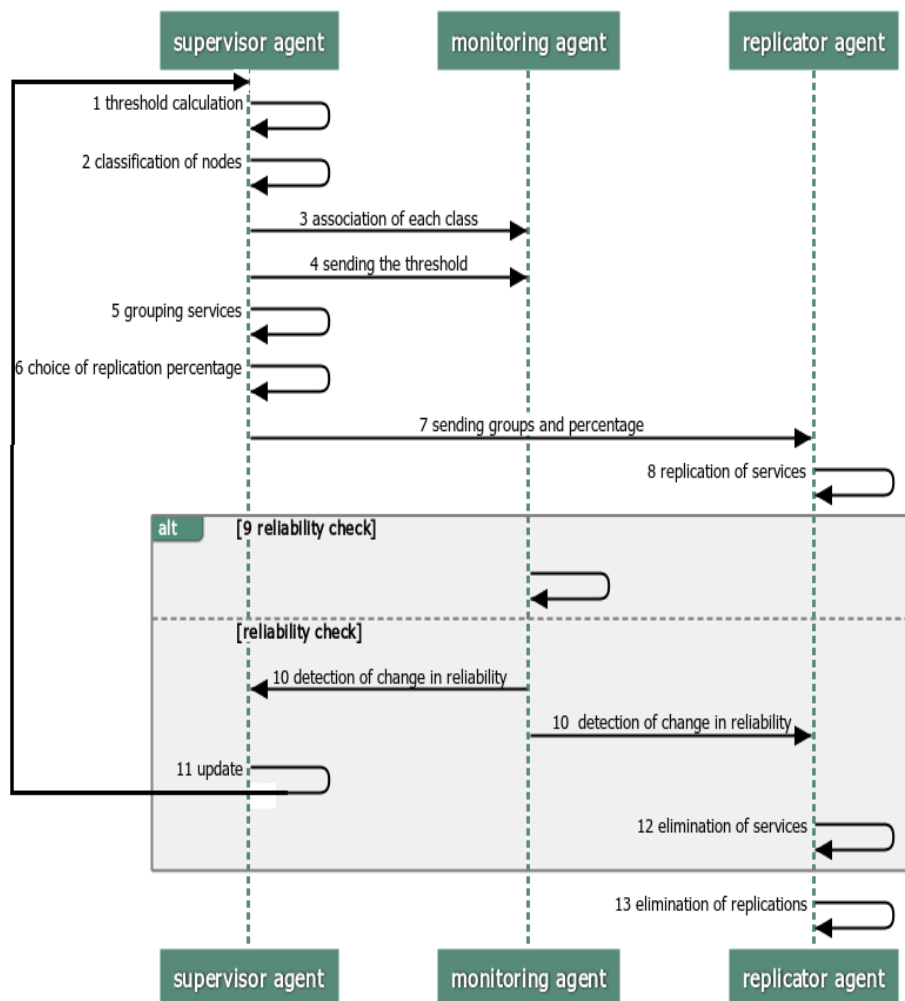 supervisor agent
monitoring agent
replicator agent
1 threshold calculation
2 classification of nodes
3 association of each class
4 sending the threshold
5 grouping services
6 choice of replication percentage
7 sending groups and percentage
8 replication of services
alt
[9 reliability check]
[reliability check]
10 detection of change in reliability
10 detection of change in reliability
11 update
12 elimination of services
13 elimination of replications
supervisor agent
monitoring agent
replicator agent